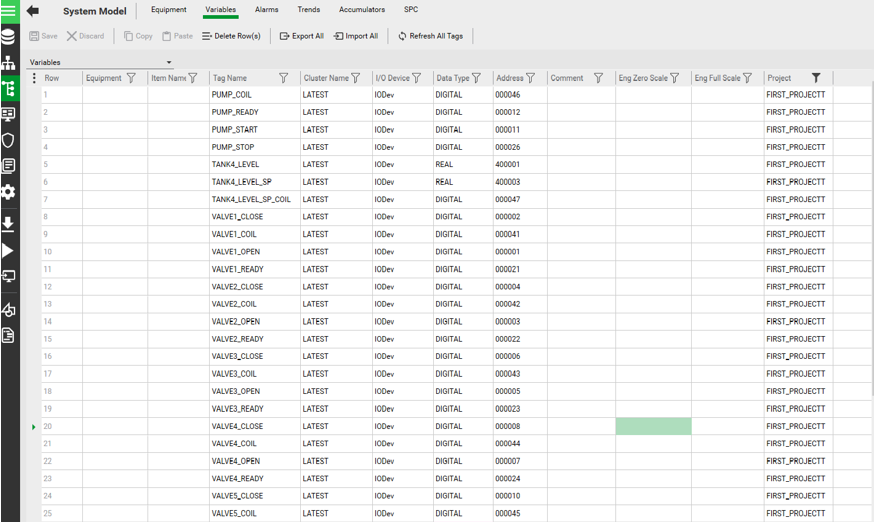 System Model Equipment Variables Alarms Trends Accumulators SPC
Save Discard Copy Paste Delete Row(s) Export All Import All Refresh All Tags
Variables
Row Equipment Item Name Tag Name Cluster Name I/O Device Data Type Address Comment Eng Zero Scale Eng Full Scale Project
1 PUMP_COIL LATEST IODev DIGITAL 000046 FIRST_PROJECTT
2 PUMP_READY LATEST IODev DIGITAL 000012 FIRST_PROJECTT
3 PUMP_START LATEST IODev DIGITAL 000011 FIRST_PROJECTT
4 PUMP_STOP LATEST IODev DIGITAL 000026 FIRST_PROJECTT
5 TANK4_LEVEL LATEST IODev REAL 400001 FIRST_PROJECTT
6 TANK4_LEVEL_SP LATEST IODev REAL 400003 FIRST_PROJECTT
7 TANK4_LEVEL_SP_COIL LATEST IODev DIGITAL 000047 FIRST_PROJECTT
8 VALVE1_CLOSE LATEST IODev DIGITAL 000002 FIRST_PROJECTT
9 VALVE1_COIL LATEST IODev DIGITAL 000041 FIRST_PROJECTT
10 VALVE1_OPEN LATEST IODev DIGITAL 000001 FIRST_PROJECTT
11 VALVE1_READY LATEST IODev DIGITAL 000021 FIRST_PROJECTT
12 VALVE2_CLOSE LATEST IODev DIGITAL 000004 FIRST_PROJECTT
13 VALVE2_COIL LATEST IODev DIGITAL 000042 FIRST_PROJECTT
14 VALVE2_OPEN LATEST IODev DIGITAL 000003 FIRST_PROJECTT
15 VALVE2_READY LATEST IODev DIGITAL 000022 FIRST_PROJECTT
16 VALVE3_CLOSE LATEST IODev DIGITAL 000006 FIRST_PROJECTT
17 VALVE3_COIL LATEST IODev DIGITAL 000043 FIRST_PROJECTT
18 VALVE3_OPEN LATEST IODev DIGITAL 000005 FIRST_PROJECTT
19 VALVE3_READY LATEST IODev DIGITAL 000023 FIRST_PROJECTT
20 VALVE4_CLOSE LATEST IODev DIGITAL 000008 FIRST_PROJECTT
21 VALVE4_COIL LATEST IODev DIGITAL 000044 FIRST_PROJECTT
22 VALVE4_OPEN LATEST IODev DIGITAL 000007 FIRST_PROJECTT
23 VALVE4_READY LATEST IODev DIGITAL 000024 FIRST_PROJECTT
24 VALVE5_CLOSE LATEST IODev DIGITAL 000010 FIRST_PROJECTT
25 VALVE5_COIL LATEST IODev DIGITAL 000045 FIRST_PROJECTT